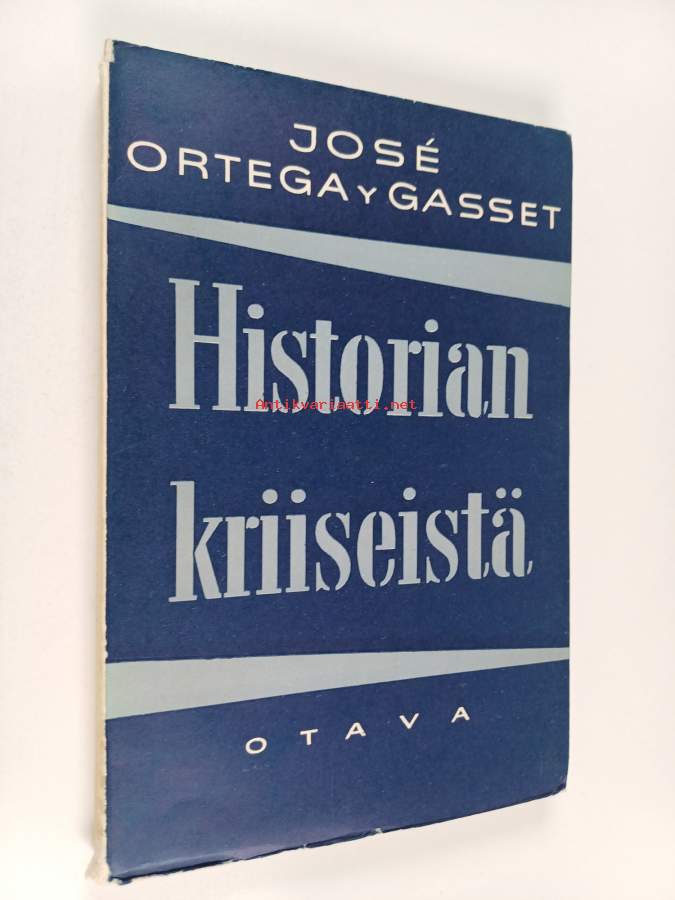 JOSÉ
ORTEGA Y GASSET
Historian
Antikvariaatti.net
kriiseistä
OTAVA